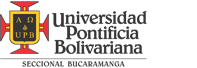 Α Ω
UPB
Universidad
Pontificia
Bolivariana
SECCIONAL BUCARAMANGA